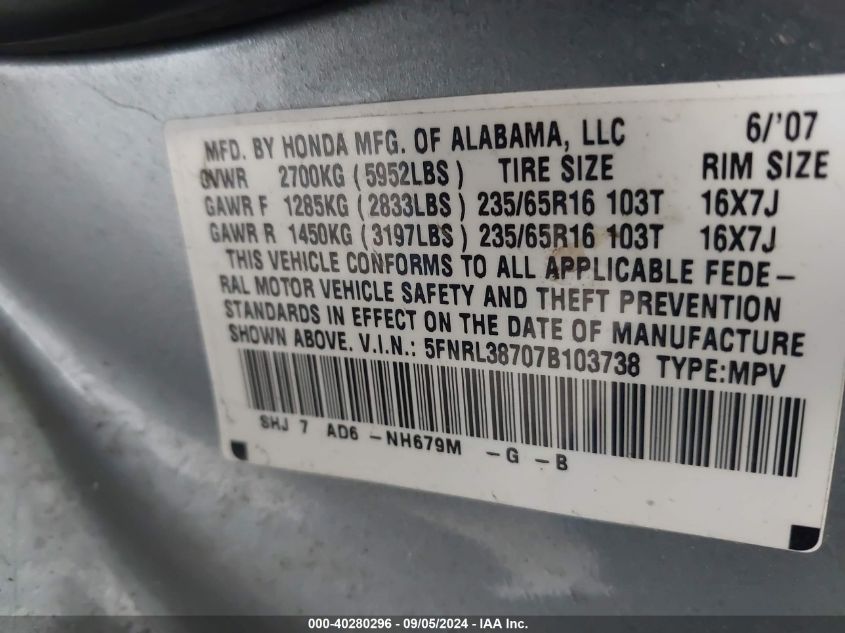 MFD. BY HONDA MFG. OF ALABAMA, LLC 6/'07
GVWR 2700KG (5952LBS) TIRE SIZE RIM SIZE
GAWR F 1285KG (2833LBS) 235/65R16 103T 16X7J
GAWR R 1450KG (3197LBS) 235/65R16 103T 16X7J
THIS VEHICLE CONFORMS TO ALL APPLICABLE FEDE-
RAL MOTOR VEHICLE SAFETY AND THEFT PREVENTION
STANDARDS IN EFFECT ON THE DATE OF MANUFACTURE
SHOWN ABOVE. V.I.N.: 5FNRL38707B103738 TYPE:MPV
SHJ 7 AD6 -NH679M -G -B
000-40280296 - 09/05/2024 - IAA Inc.